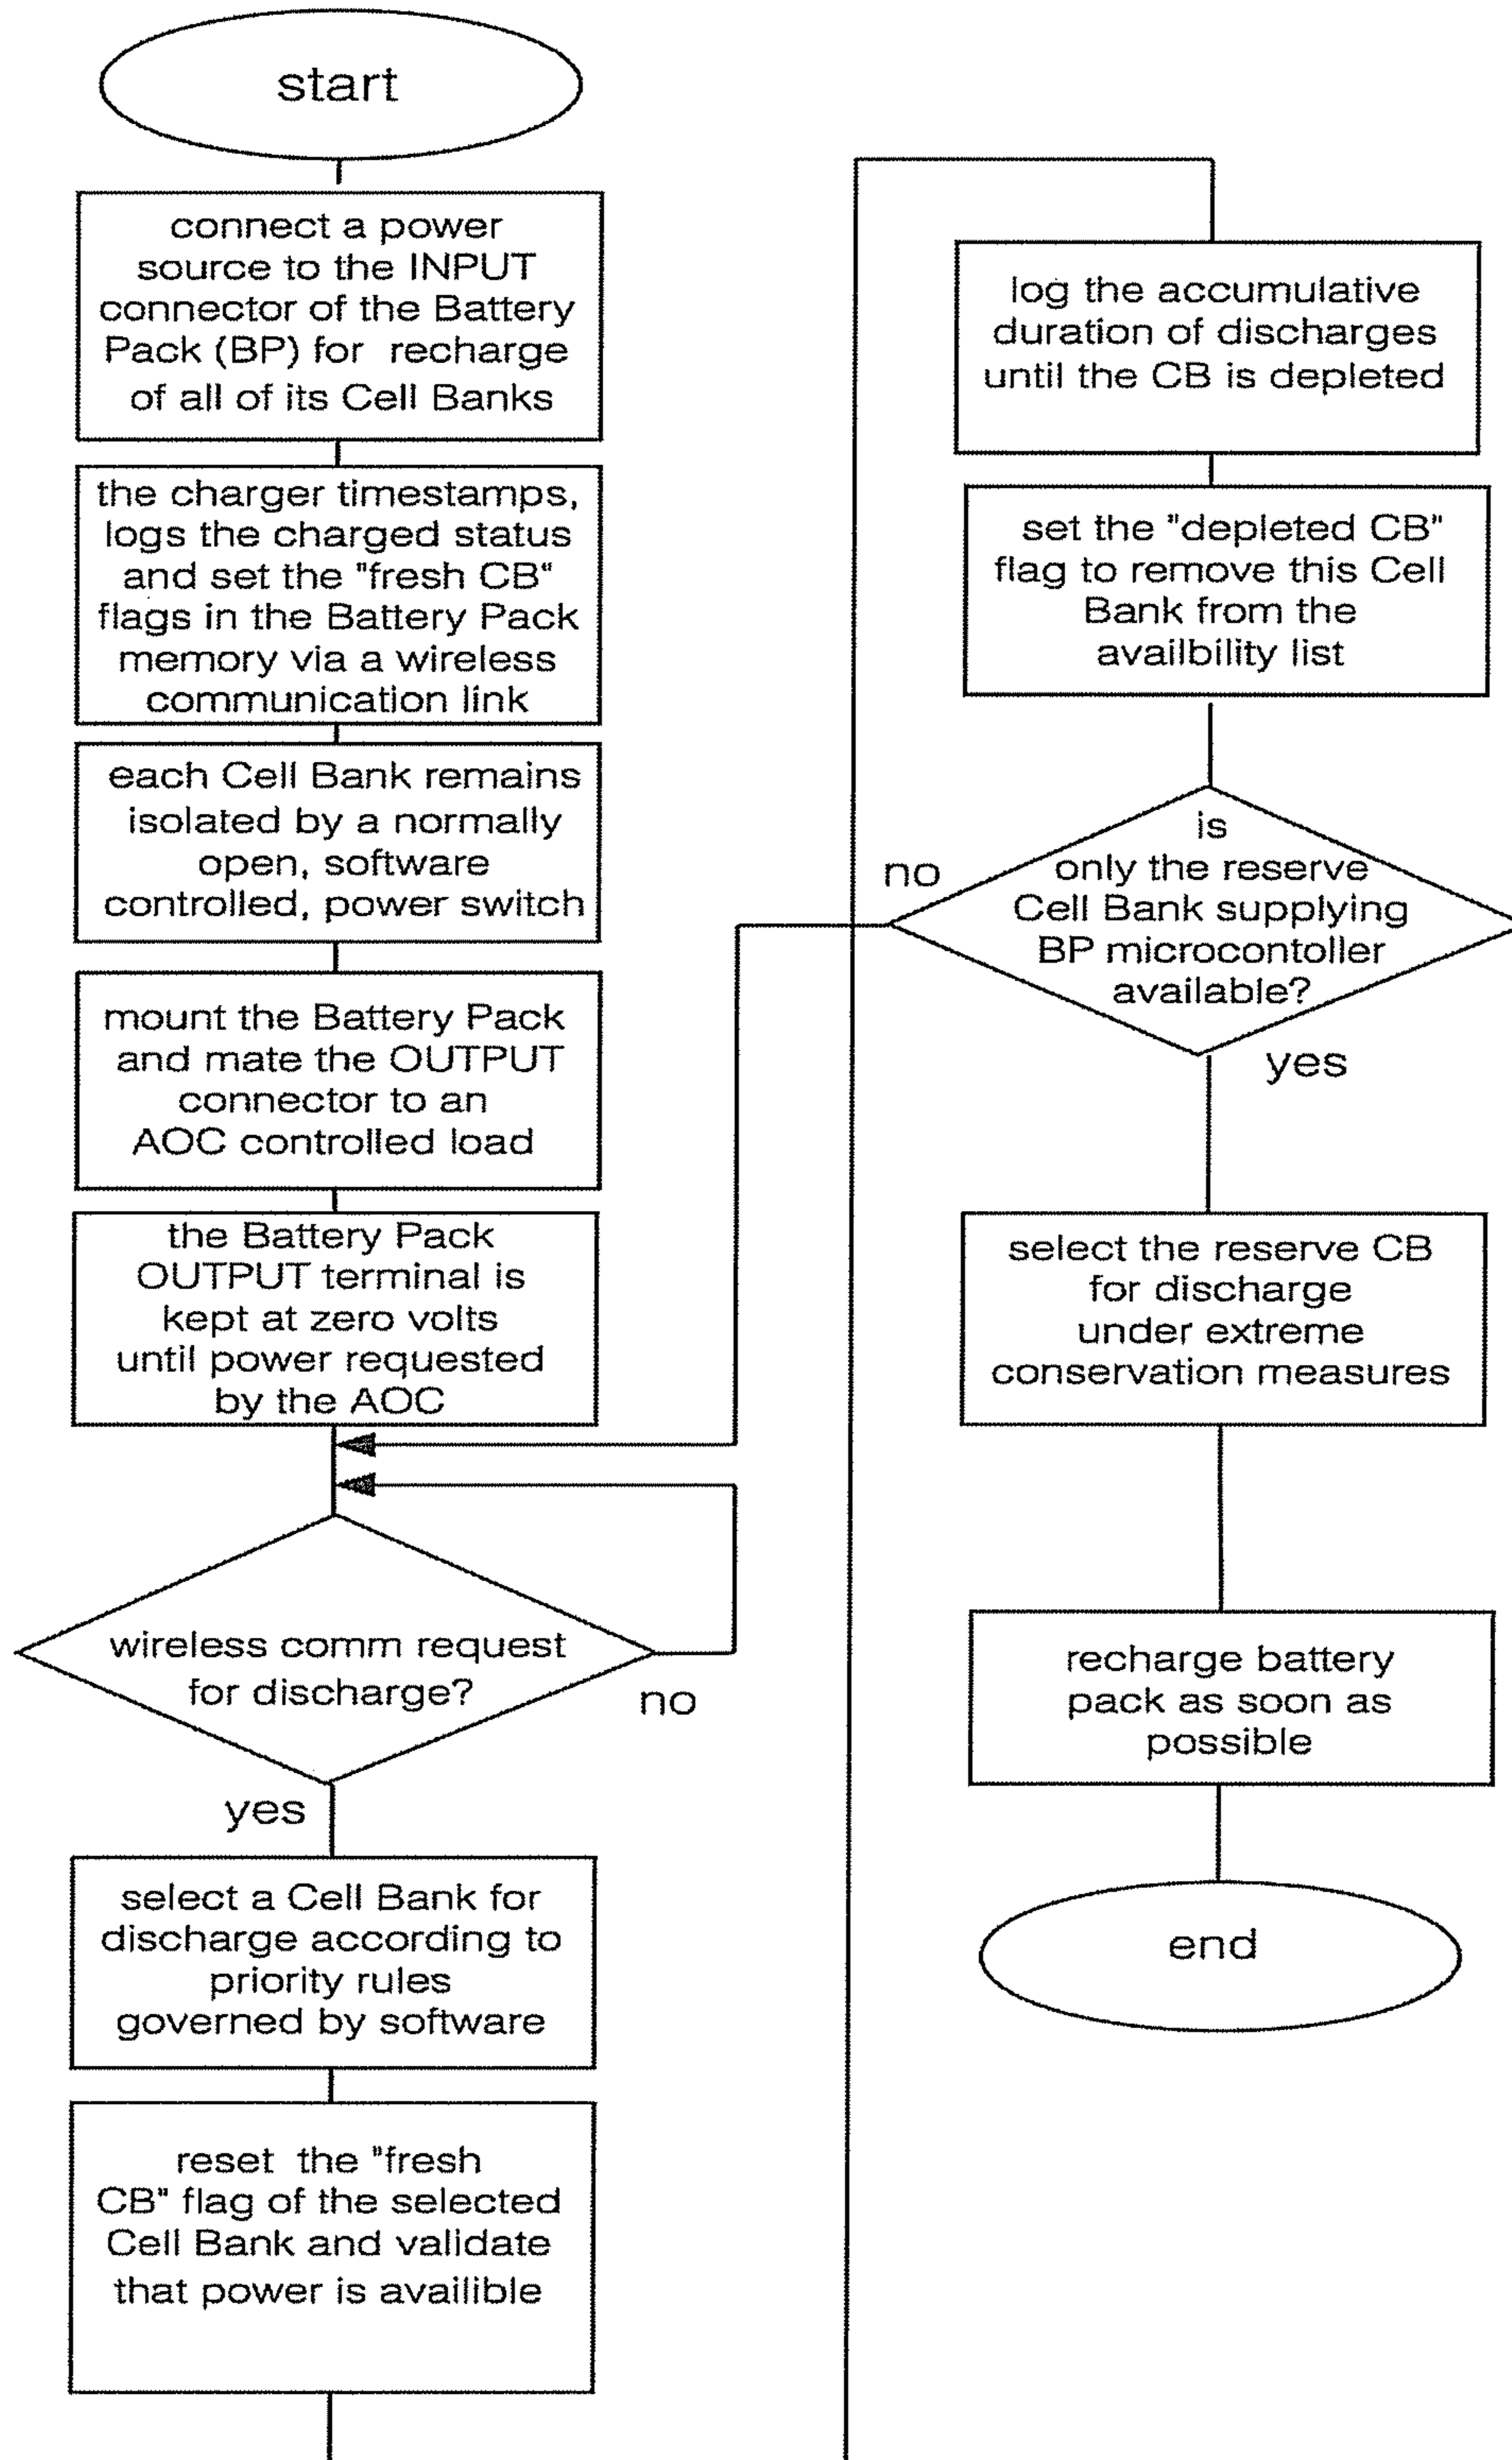 start
connect a power
source to the INPUT
connector of the Battery
Pack (BP) for recharge
of all of its Cell Banks
the charger timestamps,
logs the charged status
and set the "fresh CB"
flags in the Battery Pack
memory via a wireless
communication link
each Cell Bank remains
isolated by a normally
open, software
controlled, power switch
mount the Battery Pack
and mate the OUTPUT
connector to an
AOC controlled load
the Battery Pack
OUTPUT terminal is
kept at zero volts
until power requested
by the AOC
wireless comm request
for discharge?
no
yes
select a Cell Bank for
discharge according to
priority rules
governed by software
reset the "fresh
CB" flag of the selected
Cell Bank and validate
that power is availible
log the accumulative
duration of discharges
until the CB is depleted
set the "depleted CB"
flag to remove this Cell
Bank from the
availbility list
is
only the reserve
Cell Bank supplying
BP microcontoller
available?
no
yes
select the reserve CB
for discharge
under extreme
conservation measures
recharge battery
pack as soon as
possible
end